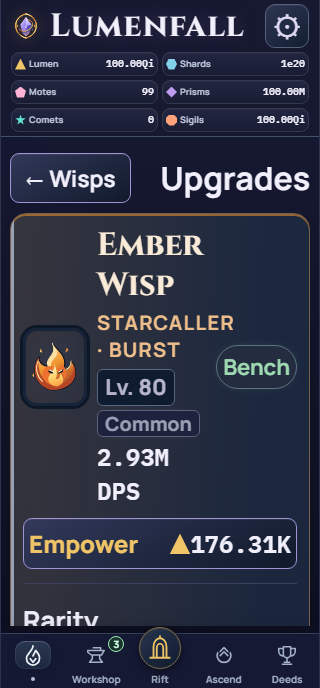 LUMENFALL
Lumen 100.00Qi
Shards 1e20
Motes 99
Prisms 100.00M
Comets 0
Sigils 100.00Qi
← Wisps
Upgrades
EMBER
WISP
STARCALLER
· BURST
Bench
Lv. 80
Common
2.93M
DPS
Empower 176.31K
Rarity
3
Workshop
Rift
Ascend
Deeds